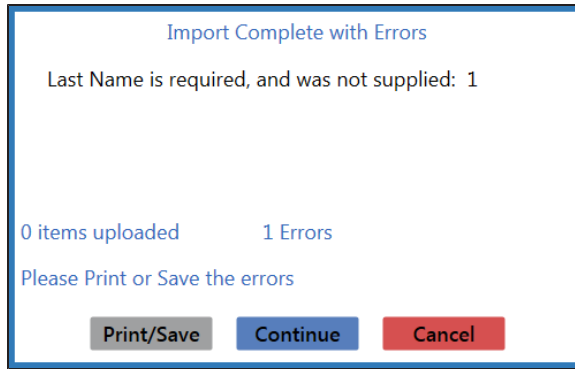 Import Complete with Errors
Last Name is required, and was not supplied: 1
0 items uploaded 1 Errors
Please Print or Save the errors
Print/Save Continue Cancel